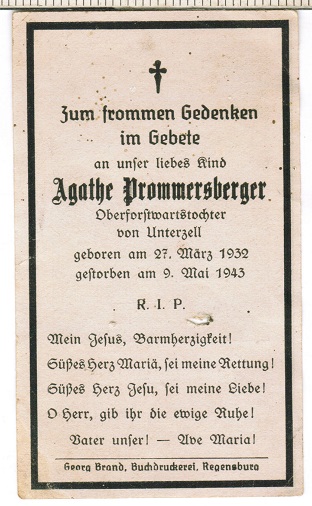 Zum frommen Gedenken
im Gebete
an unser liebes Kind
Agathe Prommersberger
Oberforstwartstochter
von Unterzell
geboren am 27. März 1932
gestorben am 9. Mai 1943
R. I. P.
Mein Jesus, Barmherzigkeit!
Süßes Herz Mariä, sei meine Rettung!
Süßes Herz Jesu, sei meine Liebe!
O Herr, gib ihr die ewige Ruhe!
Vater unser! — Ave Maria!
Georg Brand, Buchdruckerei, Regensburg